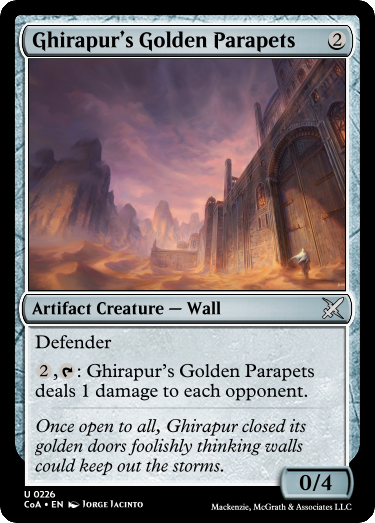 Ghirapur's Golden Parapets 2
Artifact Creature — Wall
Defender
2, : Ghirapur's Golden Parapets
deals 1 damage to each opponent.
Once open to all, Ghirapur closed its
golden doors foolishly thinking walls
could keep out the storms.
0/4
U 0226
CoA • EN Jorge Jacinto
Mackenzie, McGrath & Associates LLC